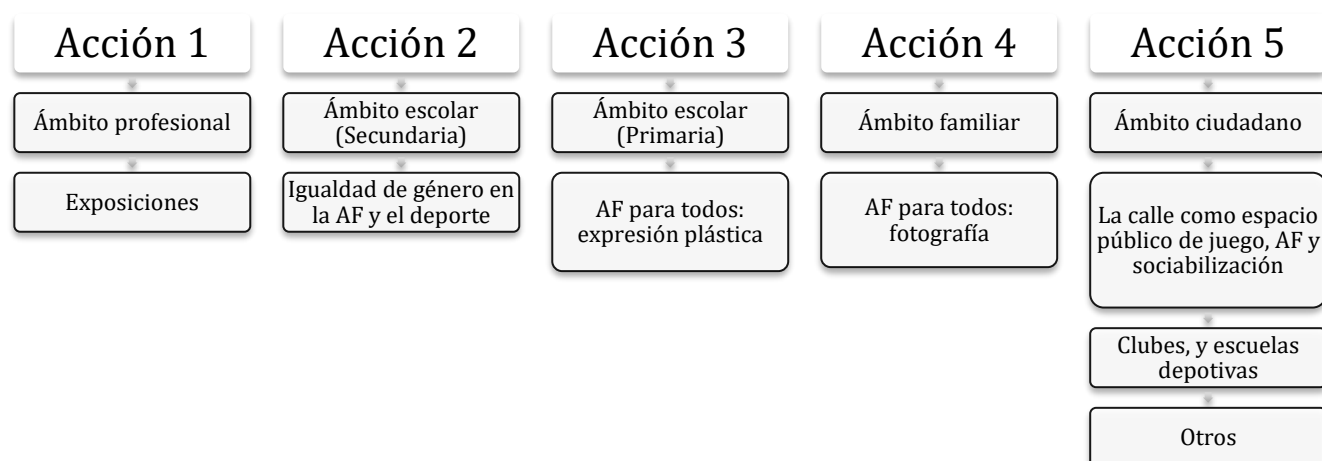 Acción 1
Ámbito profesional
Exposiciones
Acción 2
Ámbito escolar
(Secundaria)
Igualdad de género en
la AF y el deporte
Acción 3
Ámbito escolar
(Primaria)
AF para todos:
expresión plástica
Acción 4
Ámbito familiar
AF para todos:
fotografía
Acción 5
Ámbito ciudadano
La calle como espacio
público de juego, AF y
sociabilización
Clubes, y escuelas
depotivas
Otros